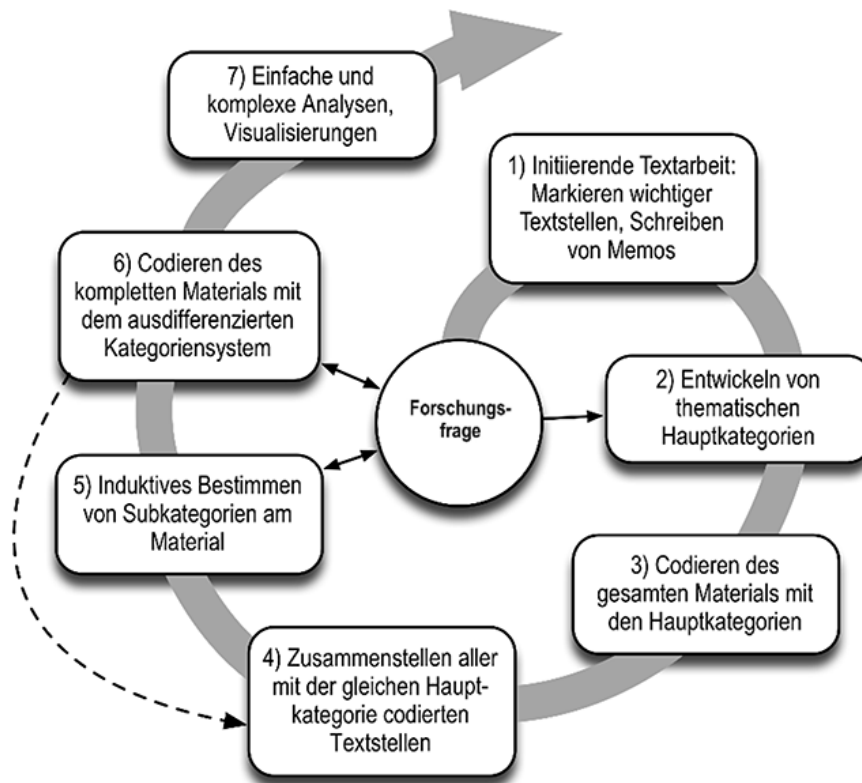 7) Einfache und
komplexe Analysen,
Visualisierungen
1) Initiierende Textarbeit:
Markieren wichtiger
Textstellen, Schreiben
von Memos
6) Codieren des
kompletten Materials mit
dem ausdifferenzierten
Kategoriensystem
Forschungs-
frage
2) Entwickeln von
thematischen
Hauptkategorien
5) Induktives Bestimmen
von Subkategorien am
Material
3) Codieren des
gesamten Materials mit
den Hauptkategorien
4) Zusammenstellen aller
mit der gleichen Haupt-
kategorie codierten
Textstellen